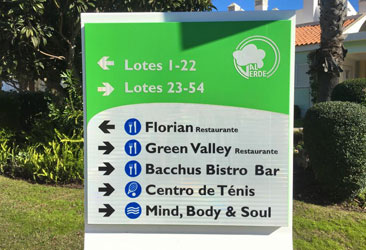 VALE VERDE
Lotes 1-22
Lotes 23-54
Florian Restaurante
Green Valley Restaurante
Bacchus Bistro Bar
Centro de Ténis
Mind, Body & Soul